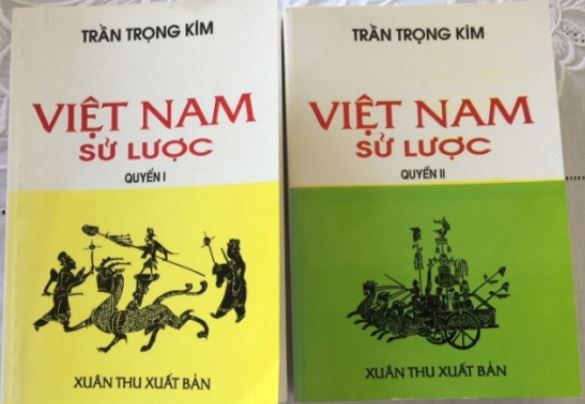 TRẦN TRỌNG KIM
VIỆT NAM
SỬ LƯỢC
QUYỂN I
XUÂN THU XUẤT BẢN
TRẦN TRỌNG KIM
VIỆT NAM
SỬ LƯỢC
QUYỂN II
XUÂN THU XUẤT BẢN